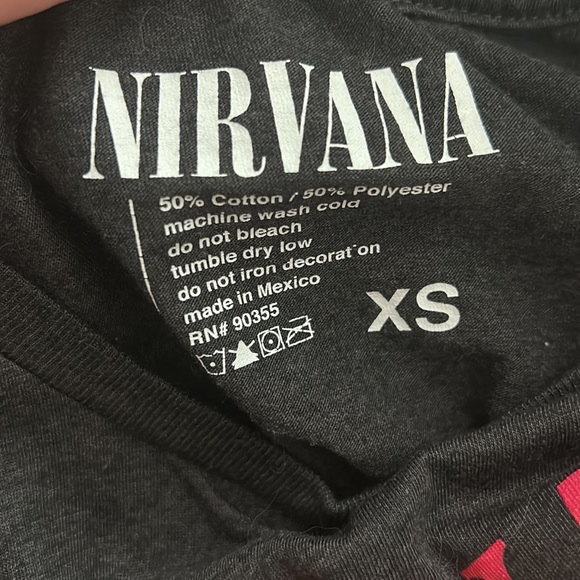 NIRVANA
50% Cotton / 50% Polyester
machine wash cold
do not bleach
tumble dry low
do not iron decoration
made in Mexico
RN# 90355
XS